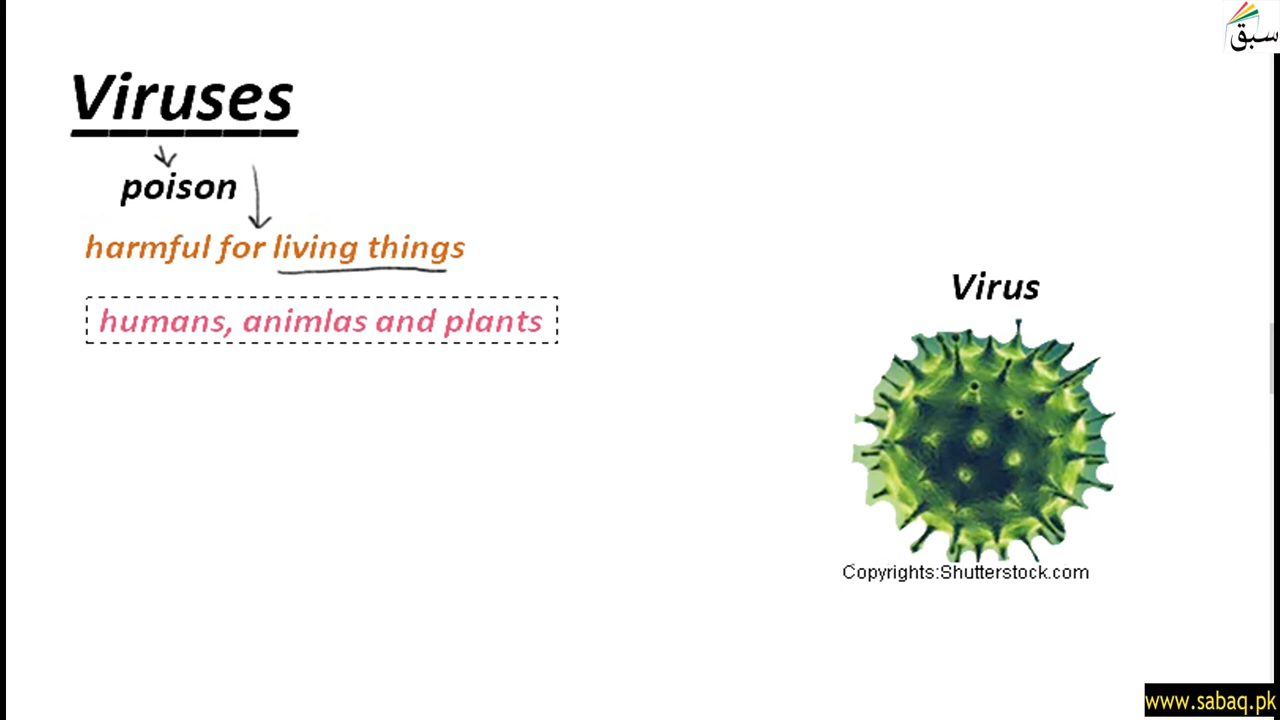 سبق
Viruses
poison
harmful for living things
humans, animlas and plants
Virus
Copyrights:Shutterstock.com
www.sabaq.pk